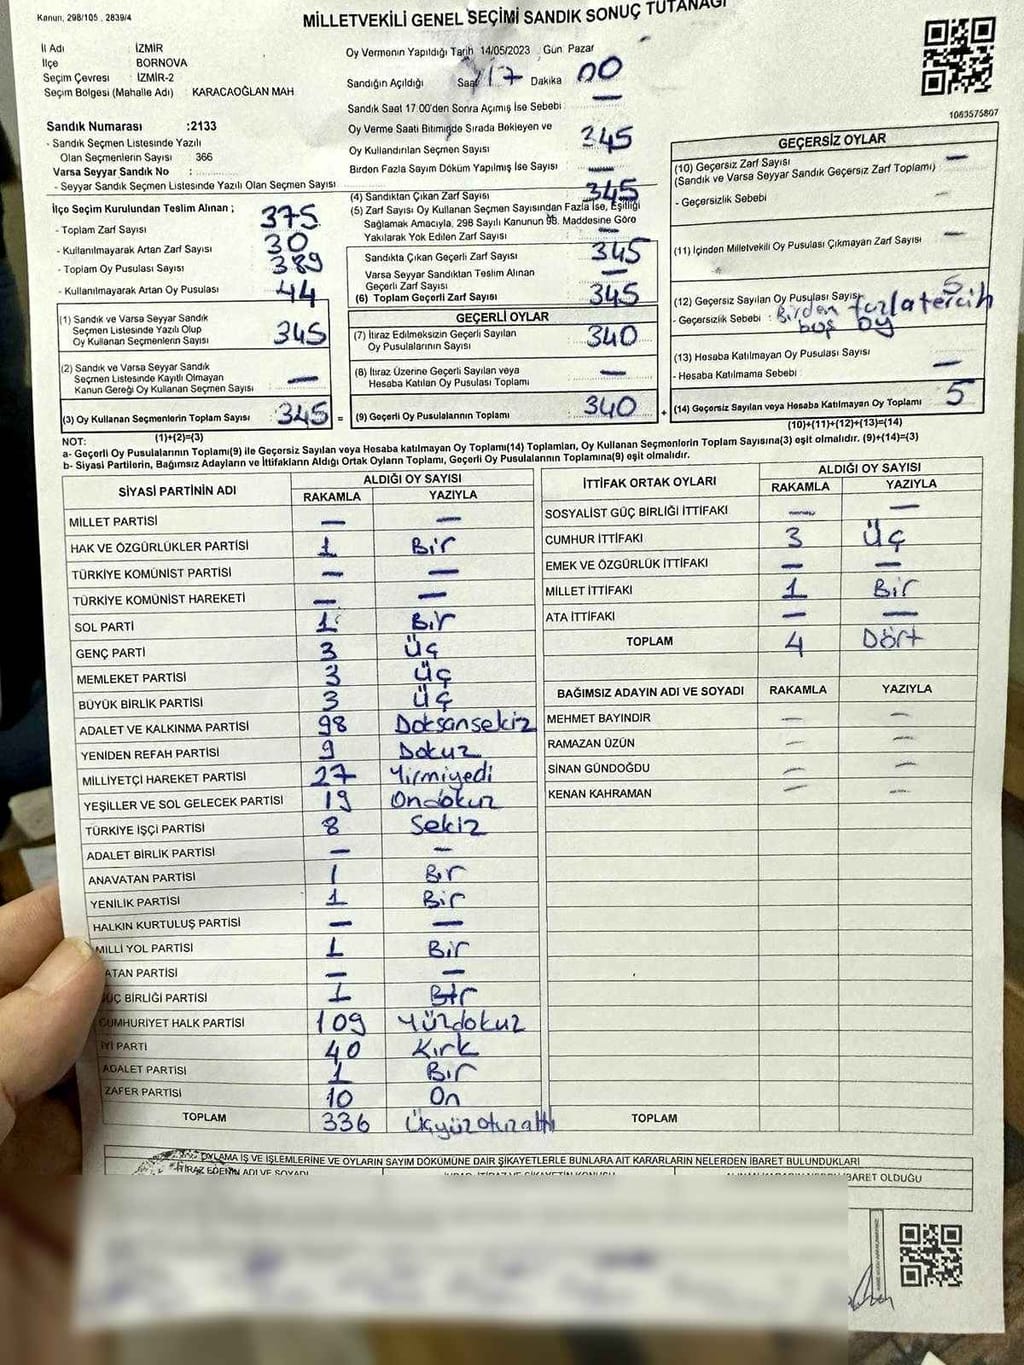 Kanun, 298/105 , 2839/4
MİLLETVEKİLİ GENEL SEÇİMİ SANDIK SONUÇ TUTANAĞI
İl Adı İZMİR
İlçe BORNOVA
Seçim Çevresi : İZMİR-2
Seçim Bölgesi (Mahalle Adı) : KARACAOĞLAN MAH
Sandık Numarası :2133
- Sandık Seçmen Listesinde Yazılı
Olan Seçmenlerin Sayısı 366
Varsa Seyyar Sandık No :
- Seyyar Sandık Seçmen Listesinde Yazılı Olan Seçmen Sayısı
İlçe Seçim Kurulundan Teslim Alınan ;
- Toplam Zarf Sayısı 375
- Kullanılmayarak Artan Zarf Sayısı 30
- Toplam Oy Pusulası Sayısı 389
- Kullanılmayarak Artan Oy Pusulası 44
(1) Sandık ve Varsa Seyyar Sandık
Seçmen Listesinde Yazılı Olup
Oy Kullanan Seçmenlerin Sayısı 345
(2) Sandık ve Varsa Seyyar Sandık
Seçmen Listesinde Kayıtlı Olmayan
Kanun Gereği Oy Kullanan Seçmen Sayısı —
(3) Oy Kullanan Seçmenlerin Toplam Sayısı 345 =
(1)+(2)=(3)
Oy Vermenin Yapıldığı Tarih 14/05/2023 , Gün Pazar
Sandığın Açıldığı Saat 17 Dakika 00
Sandık Saat 17.00'den Sonra Açımış İse Sebebi —
Oy Verme Saati Bitiminde Sırada Bekleyen ve
Oy Kullandırılan Seçmen Sayısı 345
Birden Fazla Sayım Döküm Yapılmış İse Sayısı —
(4) Sandıktan Çıkan Zarf Sayısı 345
(5) Zarf Sayısı Oy Kullanan Seçmen Sayısından Fazla İse, Eşitliği
Sağlamak Amacıyla, 298 Sayılı Kanunun 98. Maddesine Göre
Yakılarak Yok Edilen Zarf Sayısı —
Sandıkta Çıkan Geçerli Zarf Sayısı 345
Varsa Seyyar Sandıktan Teslim Alınan
Geçerli Zarf Sayısı —
(6) Toplam Geçerli Zarf Sayısı 345
GEÇERLİ OYLAR
(7) İtiraz Edilmeksizin Geçerli Sayılan
Oy Pusulalarının Sayısı 340
(8) İtiraz Üzerine Geçerli Sayılan veya
Hesaba Katılan Oy Pusulası Toplamı —
(9) Geçerli Oy Pusulalarının Toplamı 340 +
1063575807
GEÇERSİZ OYLAR
(10) Geçersiz Zarf Sayısı —
(Sandık ve Varsa Seyyar Sandık Geçersiz Zarf Toplamı)
- Geçersizlik Sebebi —
(11) İçinden Milletvekili Oy Pusulası Çıkmayan Zarf Sayısı —
(12) Geçersiz Sayılan Oy Pusulası Sayısı 5
- Geçersizlik Sebebi : Birden fazla tercih
boş oy
(13) Hesaba Katılmayan Oy Pusulası Sayısı —
- Hesaba Katılmama Sebebi
(14) Geçersiz Sayılan veya Hesaba Katılmayan Oy Toplamı 5
(10)+(11)+(12)+(13)=(14)
NOT:
a- Geçerli Oy Pusulalarının Toplamı(9) ile Geçersiz Sayılan veya Hesaba katılmayan Oy Toplamı(14) Toplamları, Oy Kullanan Seçmenlerin Toplam Sayısına(3) eşit olmalıdır. (9)+(14)=(3)
b- Siyasi Partilerin, Bağımsız Adayların ve İttifakların Aldığı Ortak Oyların Toplamı, Geçerli Oy Pusulalarının Toplamına(9) eşit olmalıdır.
SİYASİ PARTİNİN ADI ALDIĞI OY SAYISI
RAKAMLA YAZIYLA
MİLLET PARTİSİ — —
HAK VE ÖZGÜRLÜKLER PARTİSİ 1 Bir
TÜRKİYE KOMÜNİST PARTİSİ — —
TÜRKİYE KOMÜNİST HAREKETİ — —
SOL PARTİ 1 Bir
GENÇ PARTİ 3 Üç
MEMLEKET PARTİSİ 3 Üç
BÜYÜK BİRLİK PARTİSİ 3 Üç
ADALET VE KALKINMA PARTİSİ 98 Doksansekiz
YENİDEN REFAH PARTİSİ 9 Dokuz
MİLLİYETÇİ HAREKET PARTİSİ 27 Yirmiyedi
YEŞİLLER VE SOL GELECEK PARTİSİ 19 Ondokuz
TÜRKİYE İŞÇİ PARTİSİ 8 Sekiz
ADALET BİRLİK PARTİSİ — —
ANAVATAN PARTİSİ 1 Bir
YENİLİK PARTİSİ 1 Bir
HALKIN KURTULUŞ PARTİSİ — —
MİLLİ YOL PARTİSİ 1 Bir
ATAN PARTİSİ — —
ÜÇ BİRLİĞİ PARTİSİ 1 Bir
CUMHURİYET HALK PARTİSİ 109 Yüzdokuz
İYİ PARTİ 40 Kırk
ADALET PARTİSİ 1 Bir
ZAFER PARTİSİ 10 On
TOPLAM 336 Üçyüzotuzaltı
İTTİFAK ORTAK OYLARI ALDIĞI OY SAYISI
RAKAMLA YAZIYLA
SOSYALİST GÜÇ BİRLİĞİ İTTİFAKI — —
CUMHUR İTTİFAKI 3 Üç
EMEK VE ÖZGÜRLÜK İTTİFAKI — —
MİLLET İTTİFAKI 1 Bir
ATA İTTİFAKI — —
TOPLAM 4 Dört
BAĞIMSIZ ADAYIN ADI VE SOYADI RAKAMLA YAZIYLA
MEHMET BAYINDIR — —
RAMAZAN ÜZÜN — —
SİNAN GÜNDOĞDU — —
KENAN KAHRAMAN — —
TOPLAM
OYLAMA İŞ VE İŞLEMLERİNE VE OYLARIN SAYIM DÖKÜMÜNE DAİR ŞİKAYETLERLE BUNLARA AİT KARARLARIN NELERDEN İBARET BULUNDUKLARI
İTİRAZ EDENİN ADI VE SOYADI
İBARET OLDUĞU